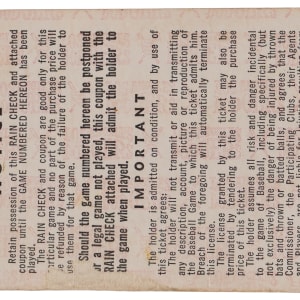 Retain possession of this RAIN CHECK and attached
coupon until the GAME NUMBERED HEREON has been
played.
The RAIN CHECK and coupon are good only for this
particular game and no part of purchase price will
be refunded by reason of the failure of the holder to
use them for that game.
Should the game numbered hereon be postponed
or a legal game not played, this coupon with the
RAIN CHECK attached will admit the holder to
the game when played.
IMPORTANT
The holder is admitted on condition, and by use of
this ticket agrees:
The holder will not transmit or aid in transmitting
any description, account, picture or reproduction of
the Baseball Game to which this ticket admits him.
Breach of the foregoing will automatically terminate
this license.
The license granted by this ticket may also be
terminated by tendering to the holder the purchase
price of the ticket.
The holder assumes all risk and danger incidental
to the game of Baseball, including specifically (but
not exclusively) the danger of being injured by thrown
bats and thrown or batted balls, and agrees that the
Participating Clubs, their Agents